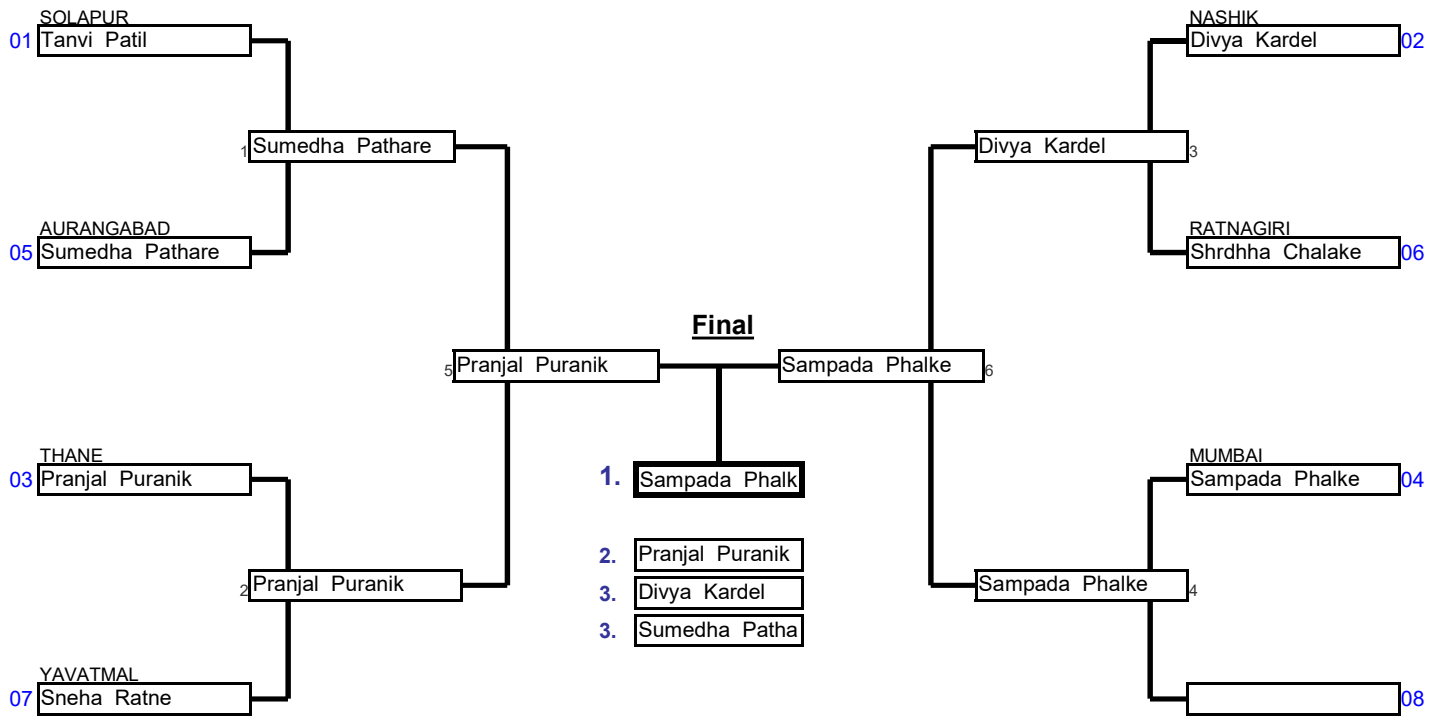 SOLAPUR
01 Tanvi Patil
NASHIK
Divya Kardel 02
1 Sumedha Pathare
Divya Kardel 3
AURANGABAD
05 Sumedha Pathare
RATNAGIRI
Shrdhha Chalake 06
Final
5 Pranjal Puranik
Sampada Phalke 6
THANE
03 Pranjal Puranik
1. Sampada Phalk
MUMBAI
Sampada Phalke 04
2. Pranjal Puranik
2 Pranjal Puranik
Sampada Phalke 4
3. Divya Kardel
3. Sumedha Patha
YAVATMAL
07 Sneha Ratne
08